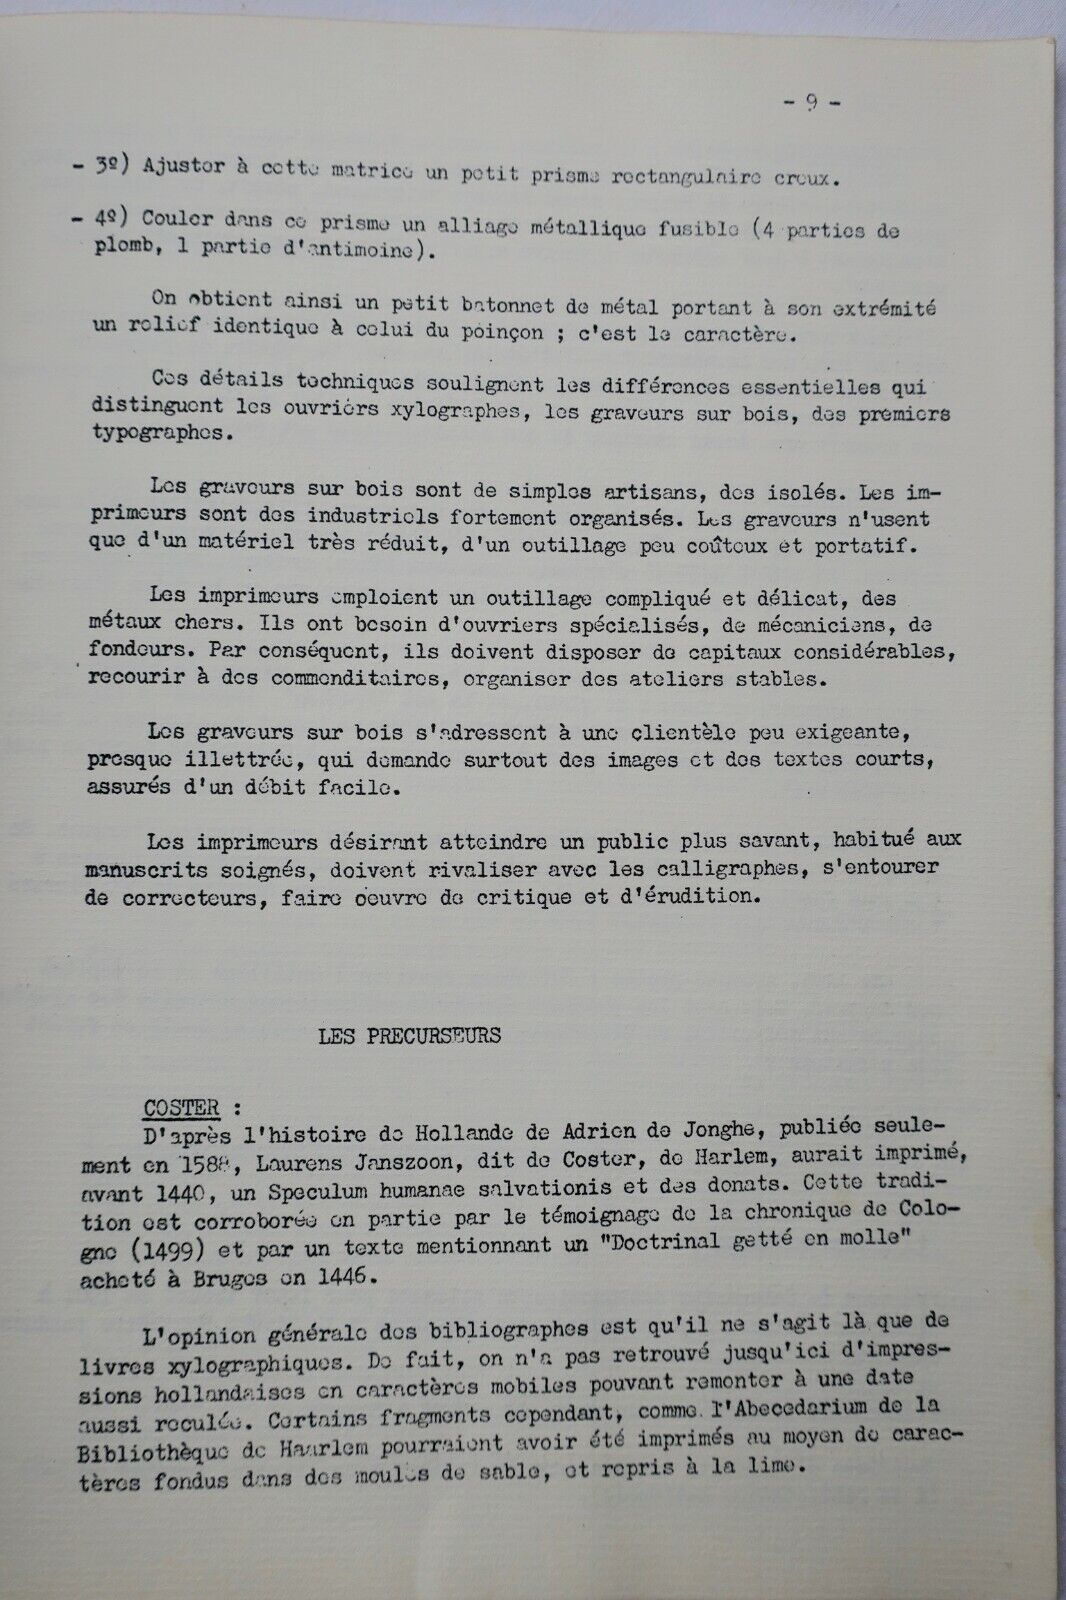 - 9 -
- 3º) Ajuster à cette matrice un petit prisme rectangulaire creux.
- 4º) Couler dans ce prisme un alliage métallique fusible (4 parties de
plomb, 1 partie d'antimoine).
On obtient ainsi un petit batonnet de métal portant à son extrémité
un relief identique à celui du poinçon ; c'est le caractère.
Ces détails techniques soulignent les différences essentielles qui
distinguent les ouvriers xylographes, les graveurs sur bois, des premiers
typographes.
Les graveurs sur bois sont de simples artisans, des isolés. Les im-
primeurs sont des industriels fortement organisés. Les graveurs n'usent
que d'un matériel très réduit, d'un outillage peu coûteux et portatif.
Les imprimeurs emploient un outillage compliqué et délicat, des
métaux chers. Ils ont besoin d'ouvriers spécialisés, de mécaniciens, de
fondeurs. Par conséquent, ils doivent disposer de capitaux considérables,
recourir à des commenditaires, organiser des ateliers stables.
Les graveurs sur bois s'adressent à une clientèle peu exigeante,
presque illettrée, qui demande surtout des images et des textes courts,
assurés d'un débit facile.
Les imprimeurs désirant atteindre un public plus savant, habitué aux
manuscrits soignés, doivent rivaliser avec les calligraphes, s'entourer
de correcteurs, faire oeuvre de critique et d'érudition.
LES PRECURSEURS
COSTER :
D'après l'histoire de Hollande de Adrien de Jonghe, publiée seule-
ment en 1588, Laurens Janszoon, dit de Coster, de Harlem, aurait imprimé,
avant 1440, un Speculum humanae salvationis et des donats. Cette tradi-
tion est corroborée en partie par le témoignage de la chronique de Colo-
gne (1499) et par un texte mentionnant un "Doctrinal getté en molle"
acheté à Bruges en 1446.
L'opinion générale des bibliographes est qu'il ne s'agit là que de
livres xylographiques. De fait, on n'a pas retrouvé jusqu'ici d'impres-
sions hollandaises en caractères mobiles pouvant remonter à une date
aussi reculée. Certains fragments cependant, comme l'Abecedarium de la
Bibliothèque de Haarlem pourraient avoir été imprimés au moyen de carac-
tères fondus dans des moules de sable, et repris à la lime.